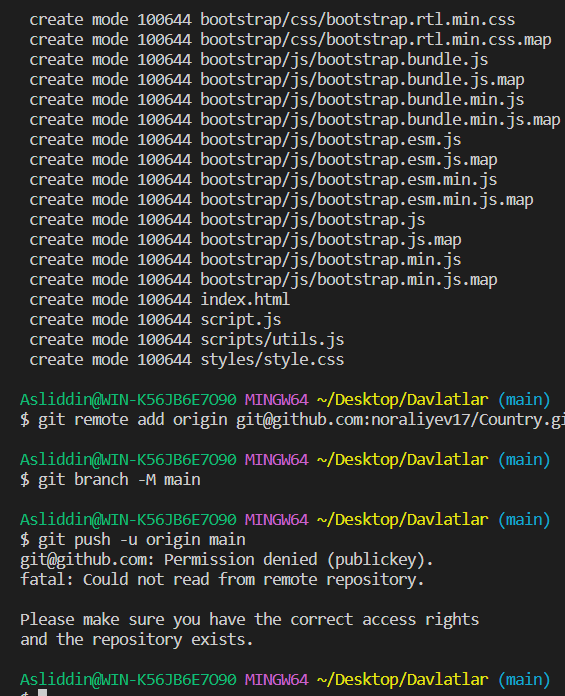 create mode 100644 bootstrap/css/bootstrap.rtl.min.css
create mode 100644 bootstrap/css/bootstrap.rtl.min.css.map
create mode 100644 bootstrap/js/bootstrap.bundle.js
create mode 100644 bootstrap/js/bootstrap.bundle.js.map
create mode 100644 bootstrap/js/bootstrap.bundle.min.js
create mode 100644 bootstrap/js/bootstrap.bundle.min.js.map
create mode 100644 bootstrap/js/bootstrap.esm.js
create mode 100644 bootstrap/js/bootstrap.esm.js.map
create mode 100644 bootstrap/js/bootstrap.esm.min.js
create mode 100644 bootstrap/js/bootstrap.esm.min.js.map
create mode 100644 bootstrap/js/bootstrap.js
create mode 100644 bootstrap/js/bootstrap.js.map
create mode 100644 bootstrap/js/bootstrap.min.js
create mode 100644 bootstrap/js/bootstrap.min.js.map
create mode 100644 index.html
create mode 100644 script.js
create mode 100644 scripts/utils.js
create mode 100644 styles/style.css
Asliddin@WIN-K56JB6E7O90 MINGW64 ~/Desktop/Davlatlar (main)
$ git remote add origin git@github.com:noraliyev17/Country.gi
Asliddin@WIN-K56JB6E7O90 MINGW64 ~/Desktop/Davlatlar (main)
$ git branch -M main
Asliddin@WIN-K56JB6E7O90 MINGW64 ~/Desktop/Davlatlar (main)
$ git push -u origin main
git@github.com: Permission denied (publickey).
fatal: Could not read from remote repository.
Please make sure you have the correct access rights
and the repository exists.
Asliddin@WIN-K56JB6E7O90 MINGW64 ~/Desktop/Davlatlar (main)
$